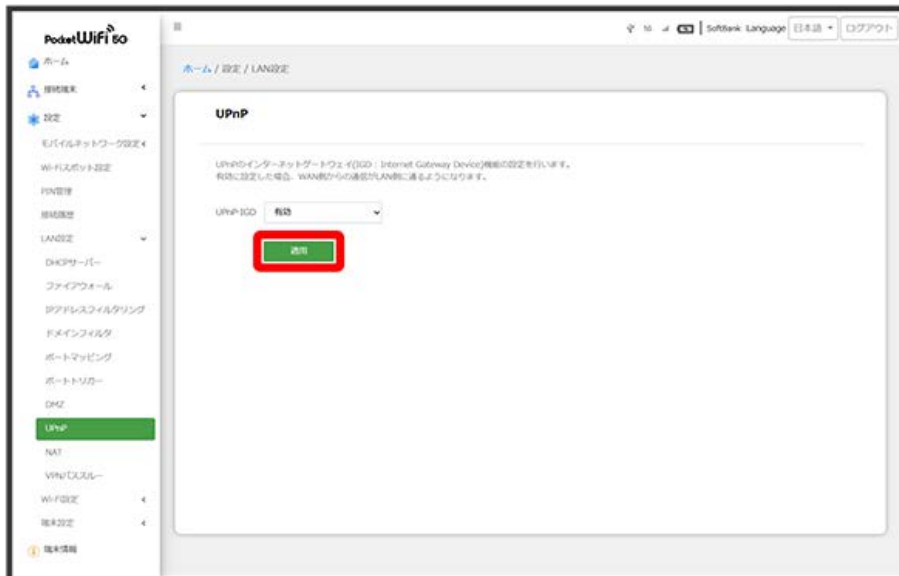 PocketWiFi 5G
5G
SoftBank Language 日本語 ログアウト
ホーム
接続端末
設定
モバイルネットワーク設定
Wi-Fiスポット設定
PIN管理
接続履歴
LAN設定
DHCPサーバー
ファイアウォール
IPアドレスフィルタリング
ドメインフィルタ
ポートマッピング
ポートトリガー
DMZ
UPnP
NAT
VPNパススルー
Wi-Fi設定
端末設定
端末情報
ホーム / 設定 / LAN設定
UPnP
UPnPのインターネットゲートウェイ(IGD : Internet Gateway Device)機能の設定を行います。
有効に設定した場合、WAN側からの通信がLAN側に通るようになります。
UPnP IGD 有効
適用